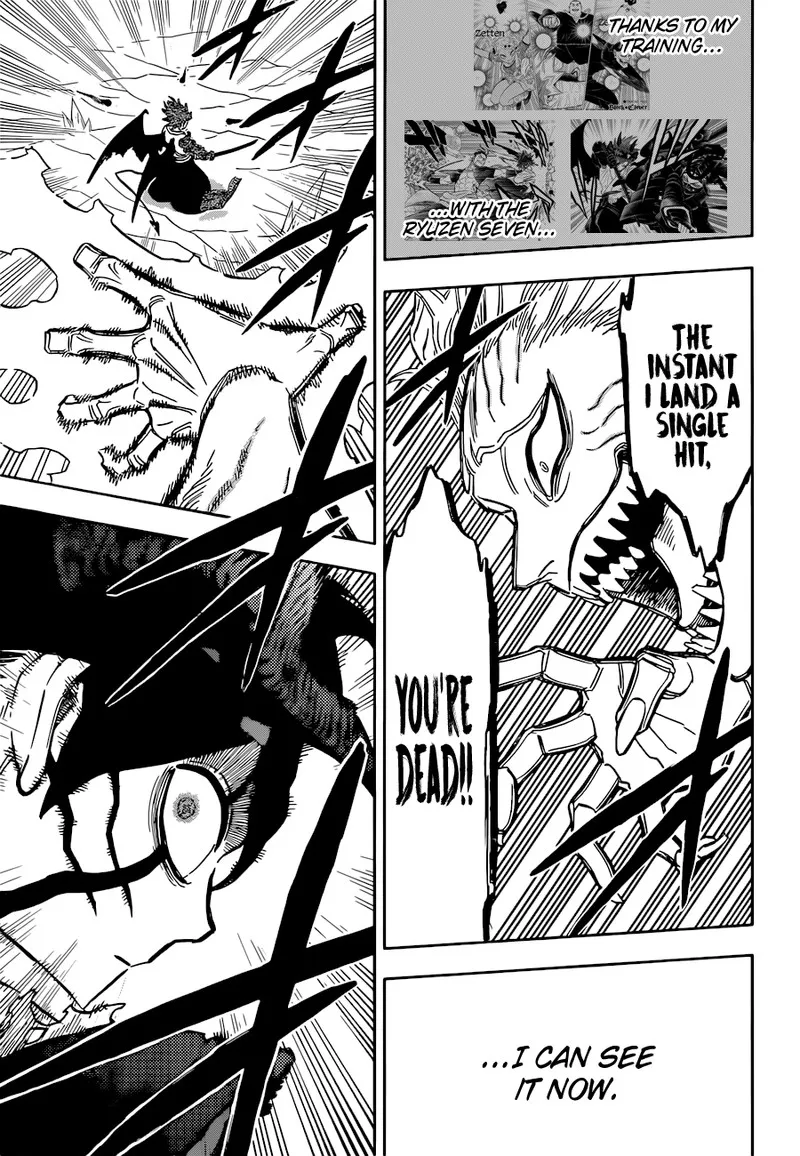 THANKS TO MY
TRAINING...
Zetten
...WITH THE
RYUZEN SEVEN...
THE
INSTANT
I LAND A
SINGLE
HIT,
YOU'RE
DEAD!!
...I CAN SEE
IT NOW.